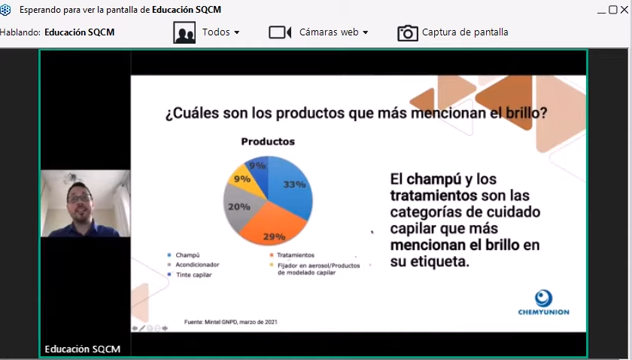 Esperando para ver la pantalla de Educación SQCM
Hablando: Educación SQCM
Todos
Cámaras web
Captura de pantalla
¿Cuáles son los productos que más mencionan el brillo?
Productos
9%
9%
33%
20%
29%
El champú y los
tratamientos son las
categorías de cuidado
capilar que más
mencionan el brillo en
su etiqueta.
Champú
Tratamientos
Acondicionador
Fijador en aerosol/Productos
de modelado capilar
Tinte capilar
CHEMYUNION
Fuente: Mintel GNPD, marzo de 2021
Educación SQCM